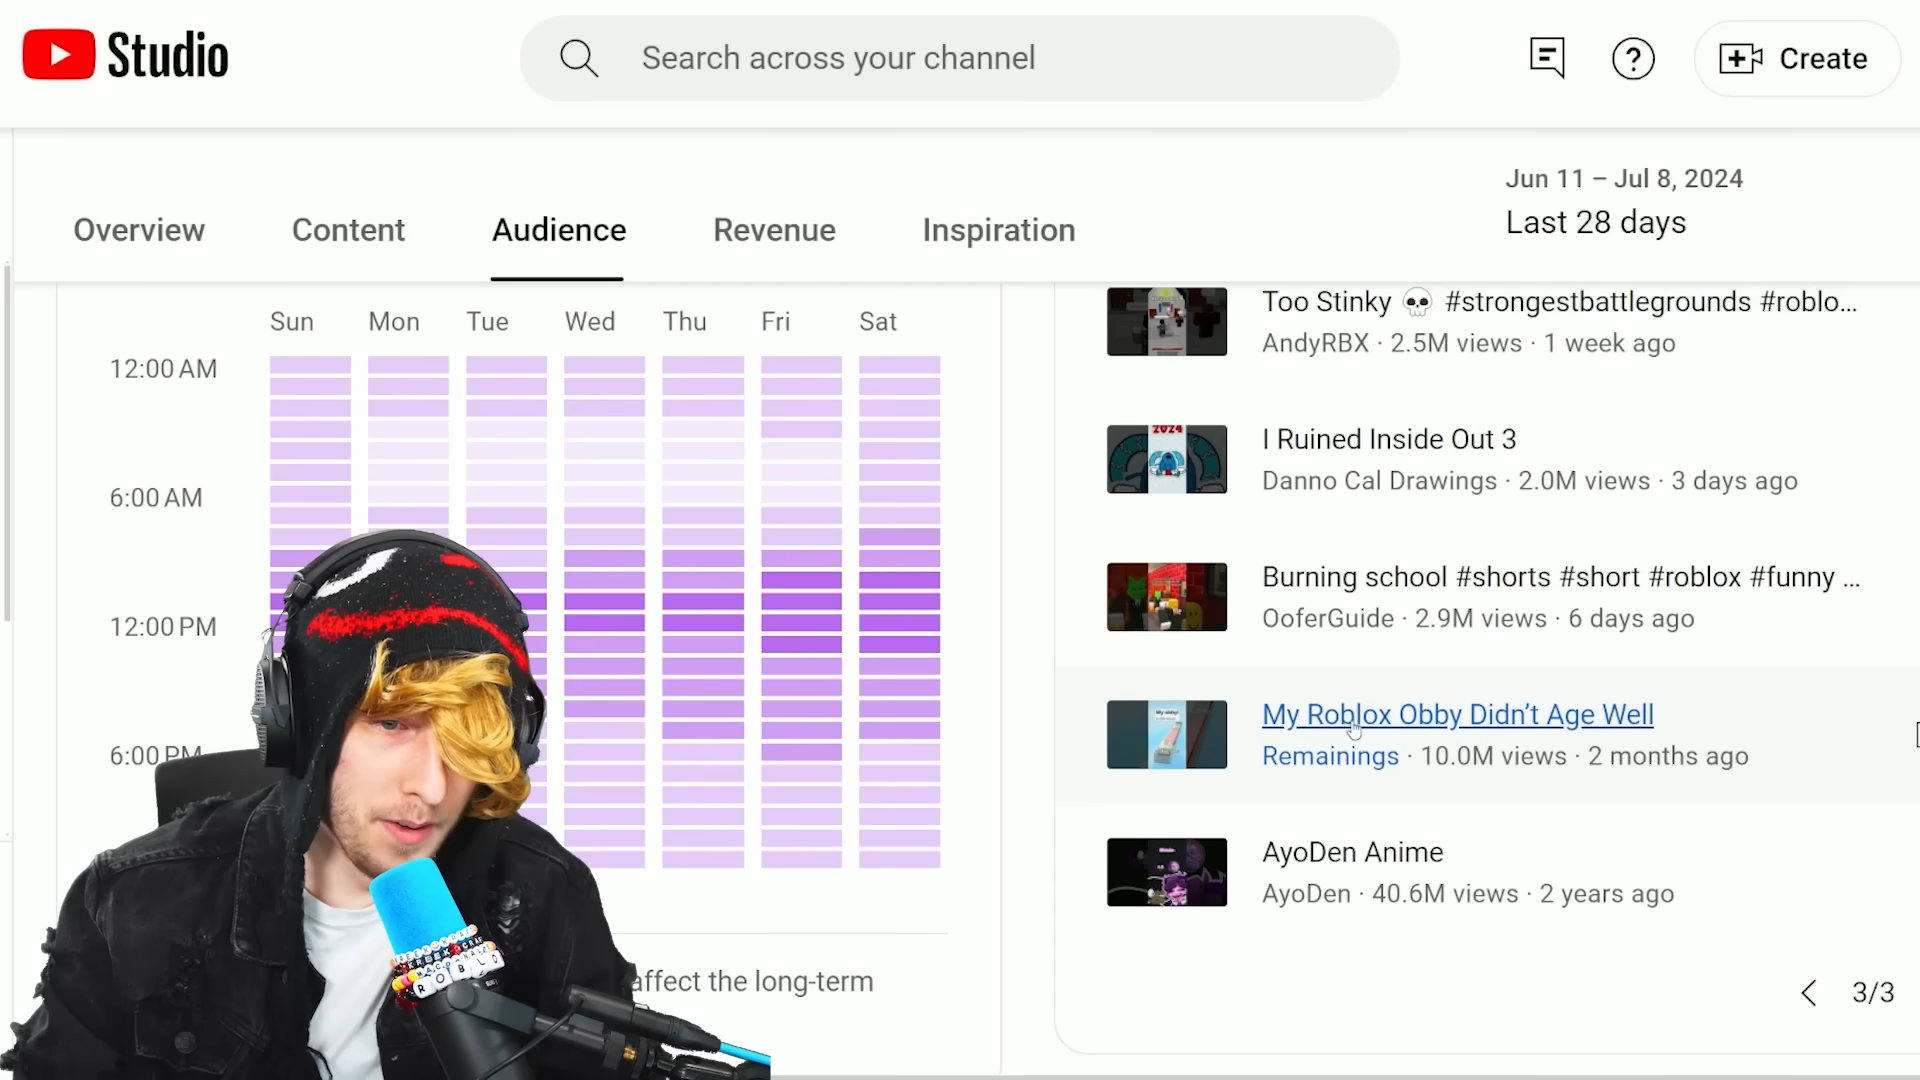 Studio
Search across your channel
Create
Jun 11 – Jul 8, 2024
Last 28 days
Overview
Content
Audience
Revenue
Inspiration
Sun
Mon
Tue
Wed
Thu
Fri
Sat
12:00 AM
6:00 AM
12:00 PM
6:00 PM
affect the long-term
Too Stinky 💀 #strongestbattlegrounds #roblo...
AndyRBX · 2.5M views · 1 week ago
2024
I Ruined Inside Out 3
Danno Cal Drawings · 2.0M views · 3 days ago
Burning school #shorts #short #roblox #funny ...
OoferGuide · 2.9M views · 6 days ago
My Roblox Obby Didn't Age Well
Remainings · 10.0M views · 2 months ago
AyoDen Anime
AyoDen · 40.6M views · 2 years ago
3/3
ROBLO